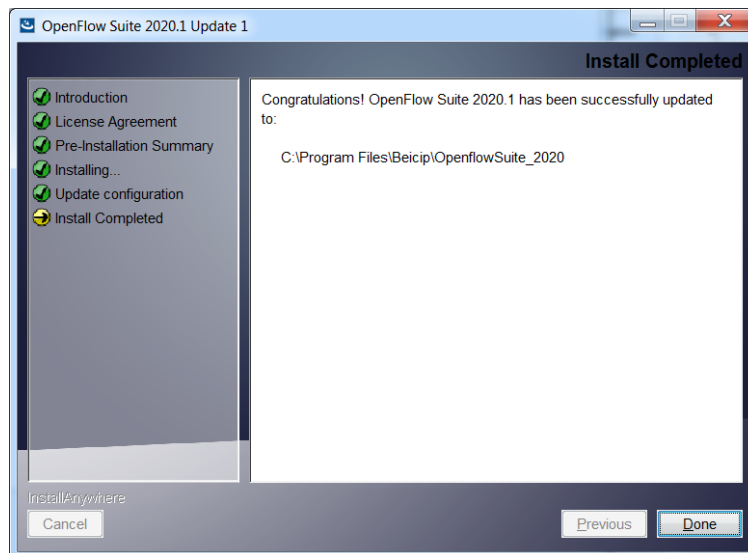 OpenFlow Suite 2020.1 Update 1
Install Completed
Introduction
License Agreement
Pre-Installation Summary
Installing...
Update configuration
Install Completed
Congratulations! OpenFlow Suite 2020.1 has been successfully updated
to:
C:\Program Files\Beicip\OpenflowSuite_2020
InstallAnywhere
Cancel
Previous
Done